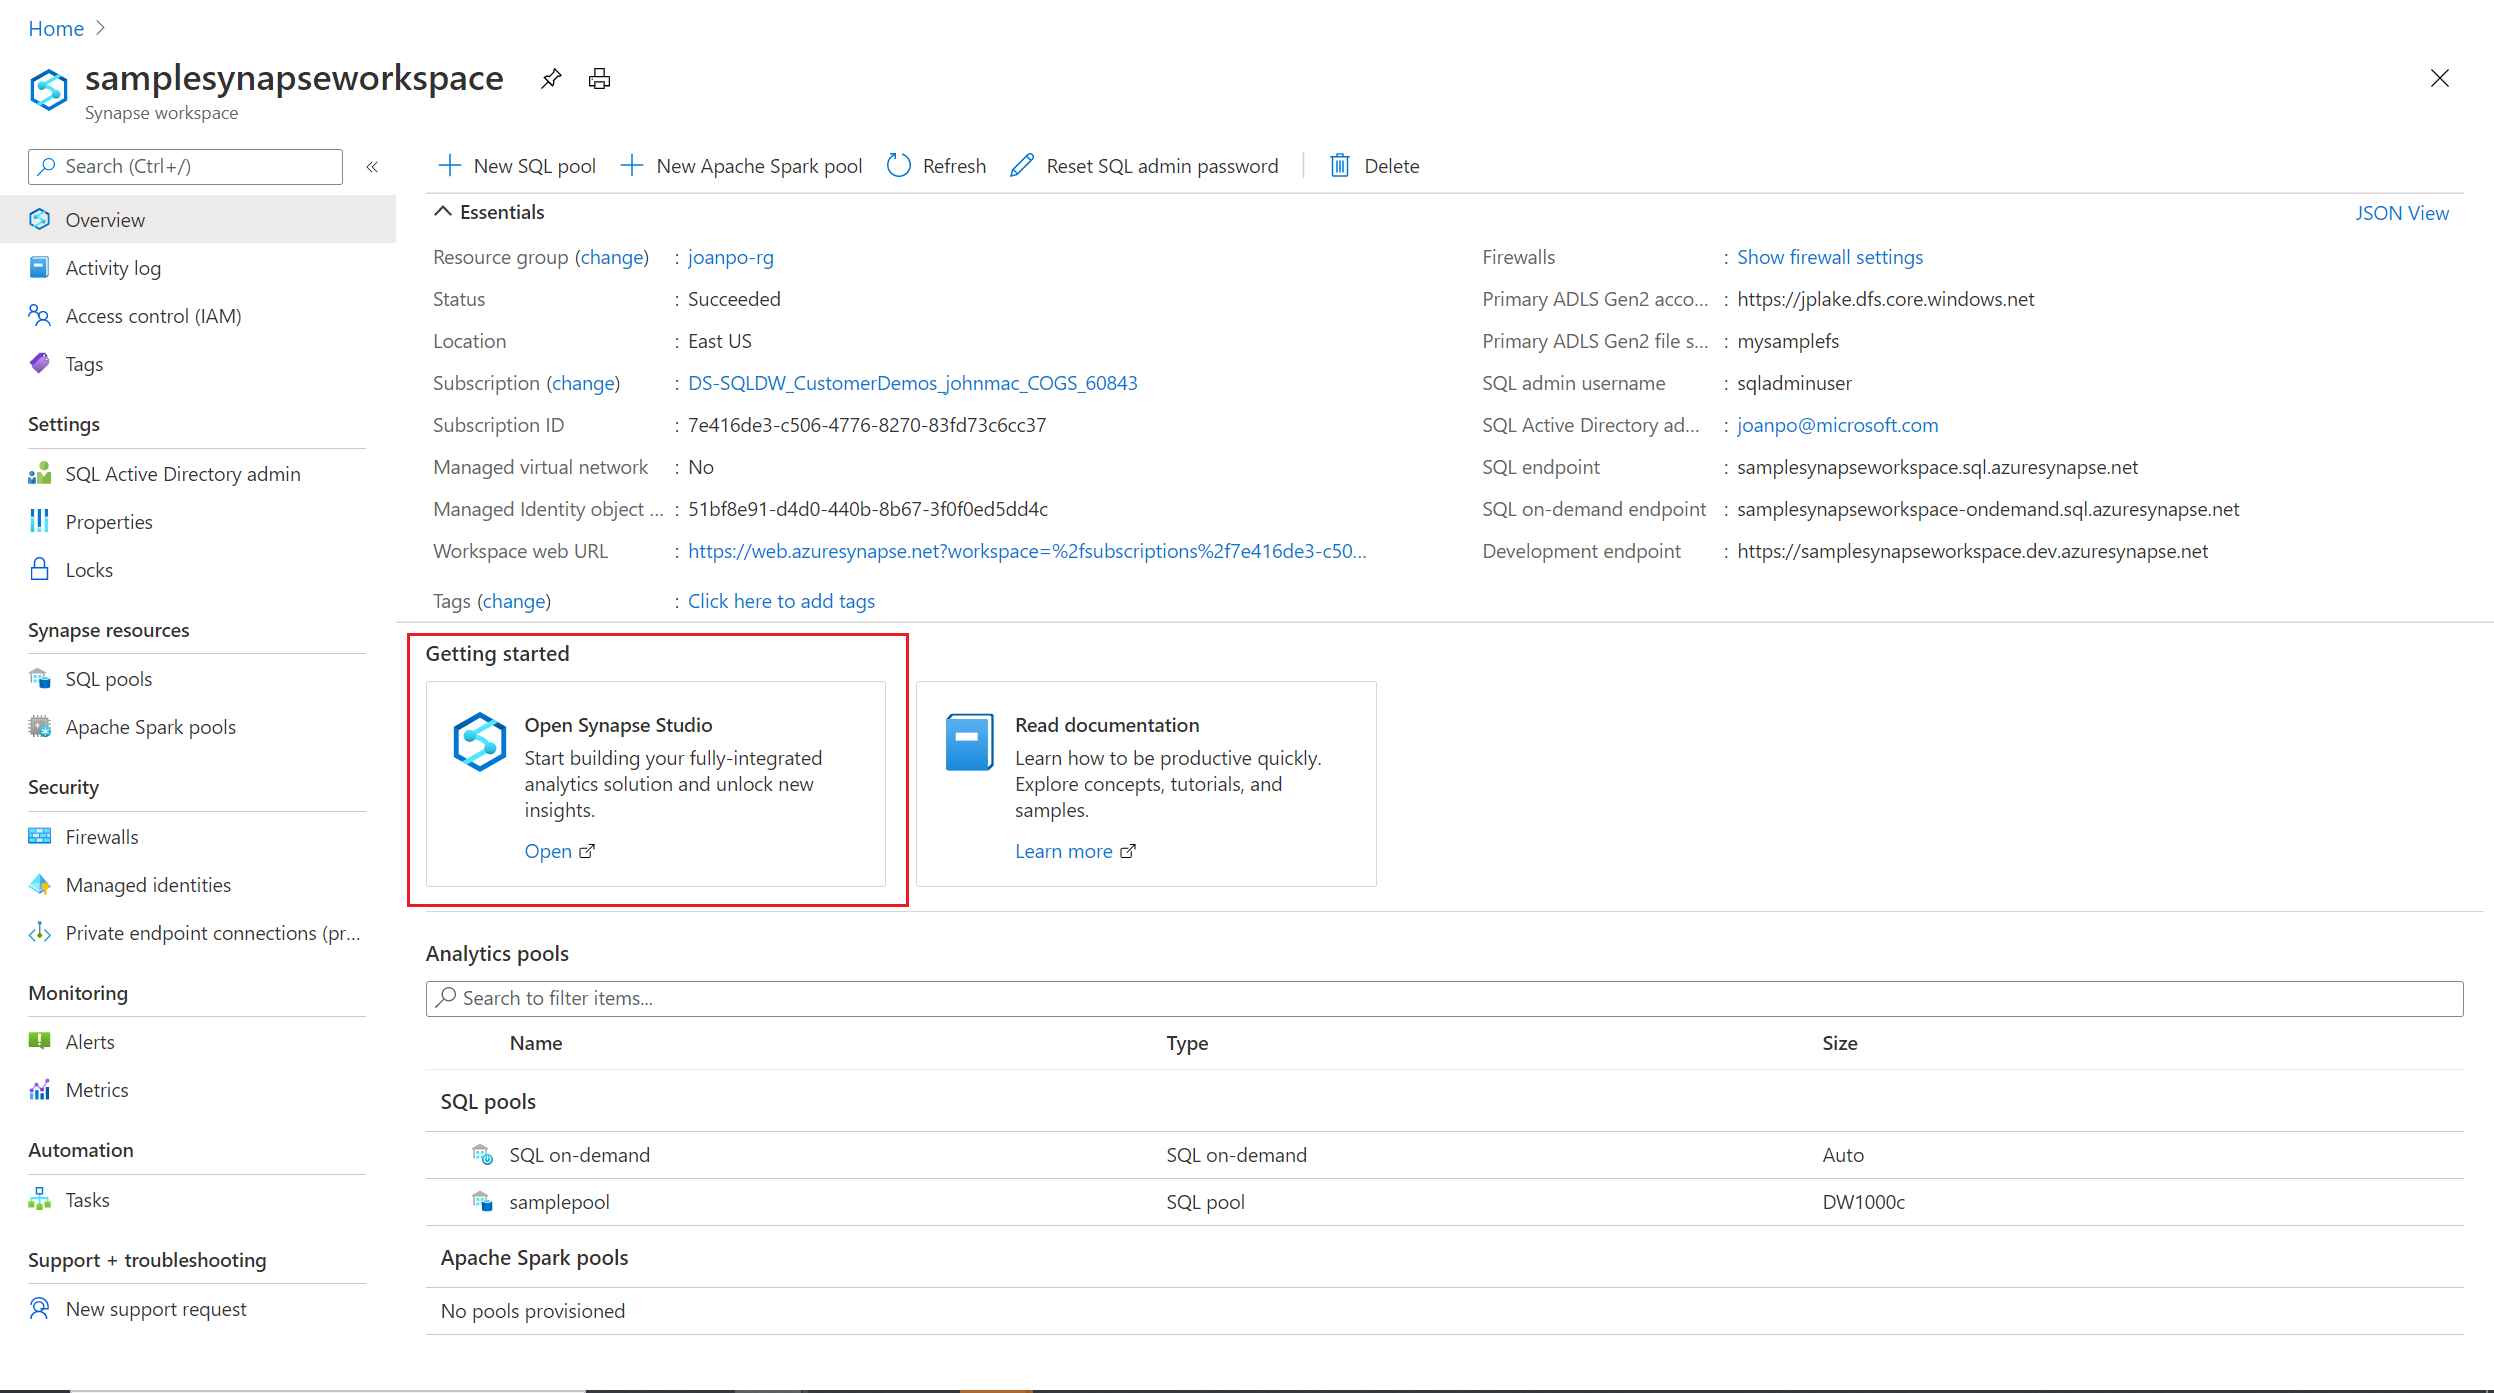 Home
samplesynapseworkspace
Synapse workspace
Search (Ctrl+/)
«
New SQL pool
New Apache Spark pool
Refresh
Reset SQL admin password
Delete
Overview
Activity log
Access control (IAM)
Tags
Settings
SQL Active Directory admin
Properties
Locks
Synapse resources
SQL pools
Apache Spark pools
Security
Firewalls
Managed identities
Private endpoint connections (pr...
Monitoring
Alerts
Metrics
Automation
Tasks
Support + troubleshooting
New support request
Essentials
JSON View
Resource group (change) : joanpo-rg
Status : Succeeded
Location : East US
Subscription (change) : DS-SQLDW_CustomerDemos_johnmac_COGS_60843
Subscription ID : 7e416de3-c506-4776-8270-83fd73c6cc37
Managed virtual network : No
Managed Identity object ... : 51bf8e91-d4d0-440b-8b67-3f0f0ed5dd4c
Workspace web URL : https://web.azuresynapse.net?workspace=%2fsubscriptions%2f7e416de3-c50...
Tags (change) : Click here to add tags
Firewalls : Show firewall settings
Primary ADLS Gen2 acco... : https://jplake.dfs.core.windows.net
Primary ADLS Gen2 file s... : mysamplefs
SQL admin username : sqladminuser
SQL Active Directory ad... : joanpo@microsoft.com
SQL endpoint : samplesynapseworkspace.sql.azuresynapse.net
SQL on-demand endpoint : samplesynapseworkspace-ondemand.sql.azuresynapse.net
Development endpoint : https://samplesynapseworkspace.dev.azuresynapse.net
Getting started
Open Synapse Studio
Start building your fully-integrated
analytics solution and unlock new
insights.
Open
Read documentation
Learn how to be productive quickly.
Explore concepts, tutorials, and
samples.
Learn more
Analytics pools
Search to filter items...
Name Type Size
SQL pools
SQL on-demand SQL on-demand Auto
samplepool SQL pool DW1000c
Apache Spark pools
No pools provisioned